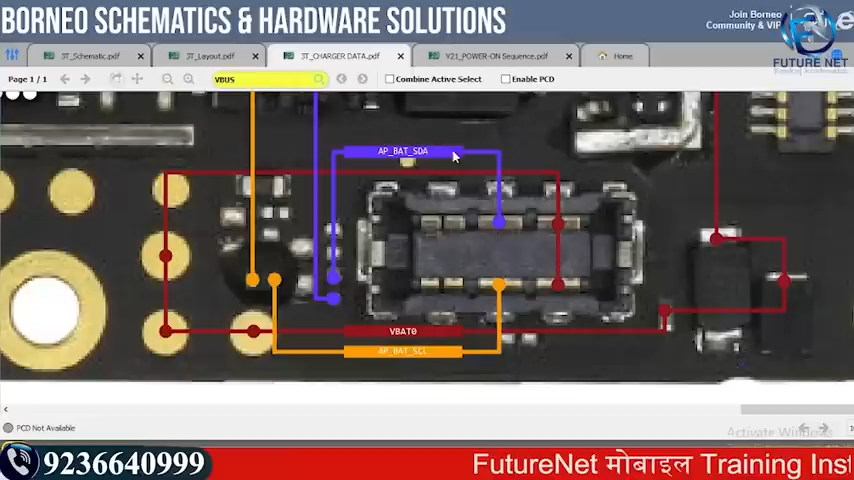 BORNEO SCHEMATICS & HARDWARE SOLUTIONS
Join Borneo
Community & VIP
FUTURE NET
3T_Schematic.pdf
3T_Layout.pdf
3T_CHARGER DATA.pdf
V21_POWER-ON Sequence.pdf
Home
Page 1 / 1
VBUS
Combine Active Select
Enable PCD
AP_BAT_SDA
VBAT0
AP_BAT_SCL
PCD Not Available
Activate Windows
9236640999
FutureNet मोबाइल Training Inst